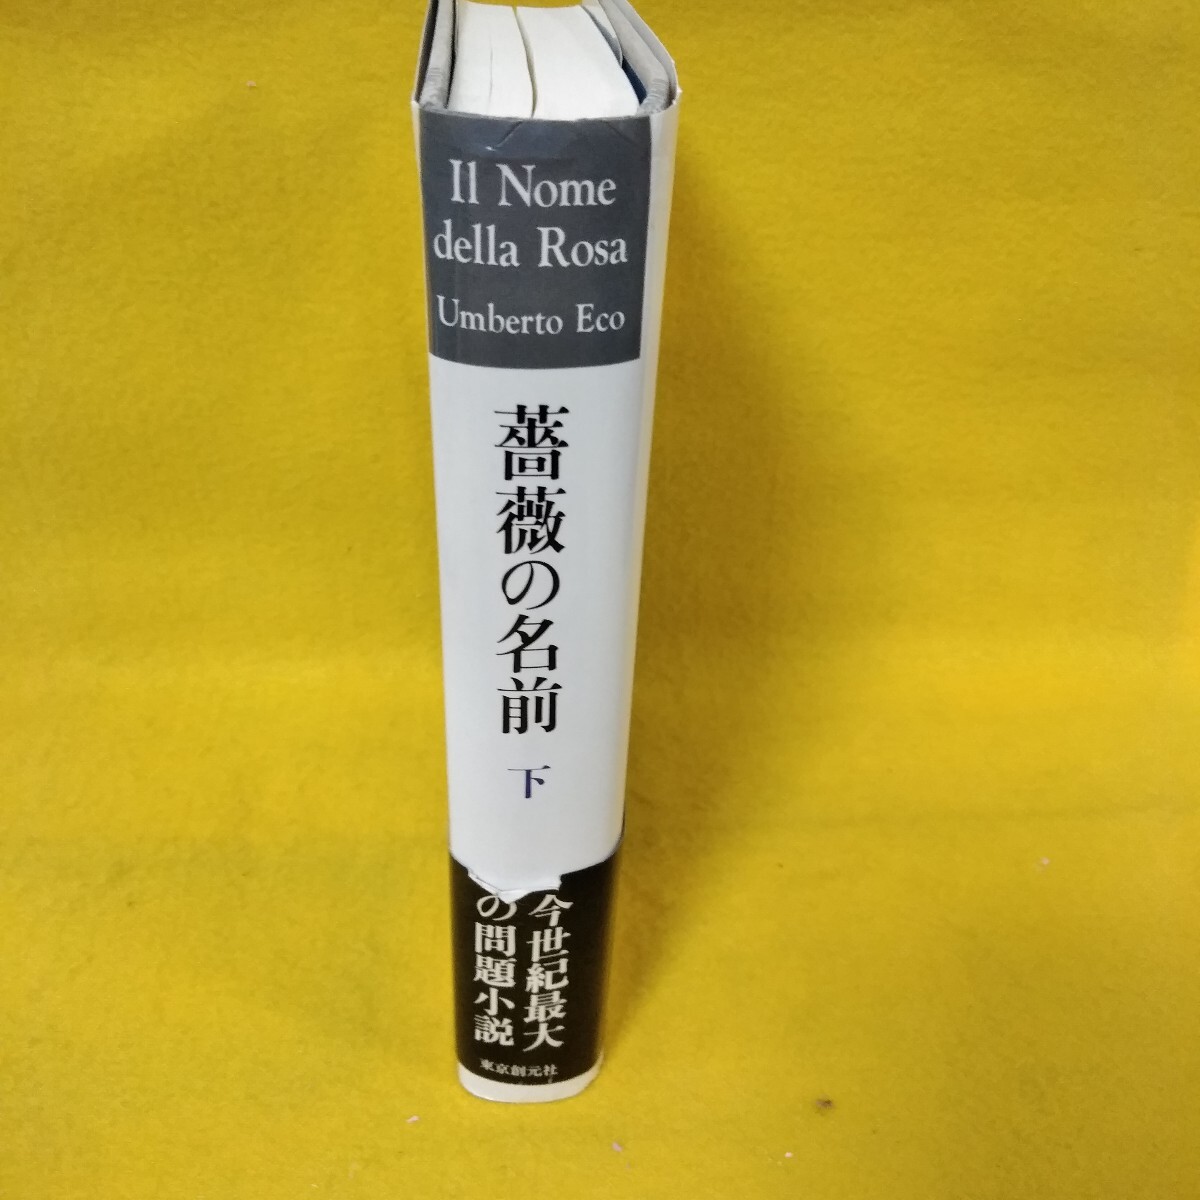 Il Nome
della Rosa
Umberto Eco
薔薇の名前
下
今世紀最大
の問題小説
東京創元社